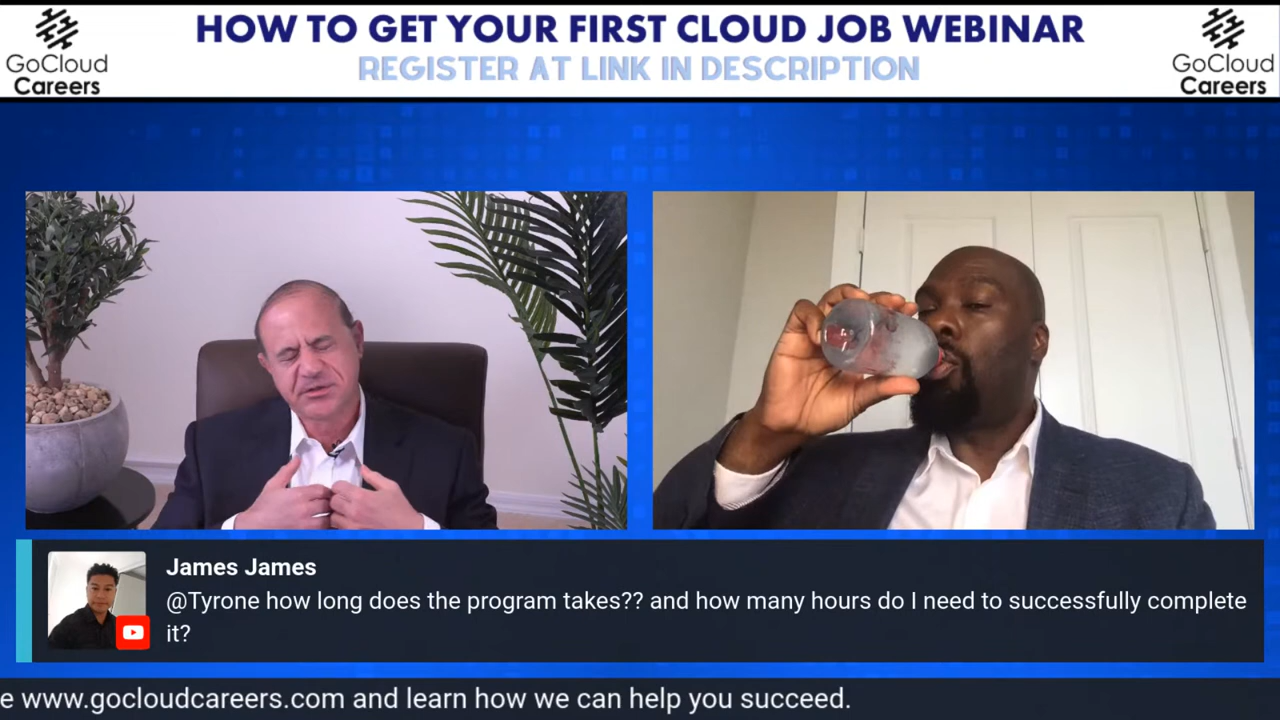 HOW TO GET YOUR FIRST CLOUD JOB WEBINAR
REGISTER AT LINK IN DESCRIPTION
GoCloud
Careers
GoCloud
Careers
James James
@Tyrone how long does the program takes?? and how many hours do I need to successfully complete
it?
e www.gocloudcareers.com and learn how we can help you succeed.